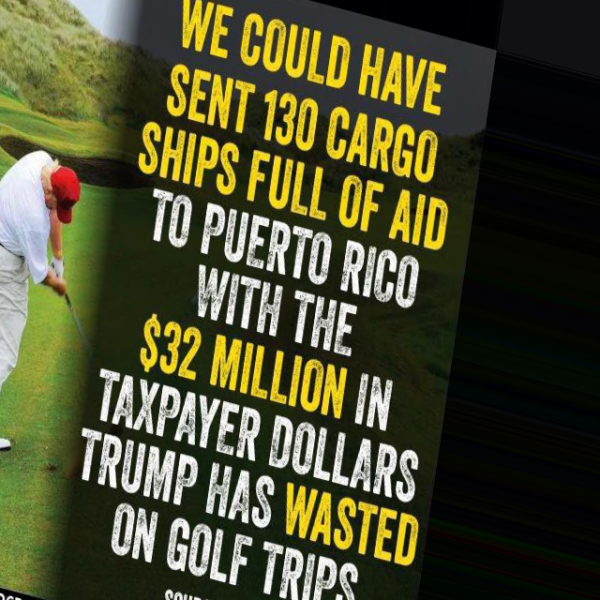 WE COULD HAVE
SENT 130 CARGO
SHIPS FULL OF AID
TO PUERTO RICO
WITH THE
$32 MILLION IN
TAXPAYER DOLLARS
TRUMP HAS WASTED
ON GOLF TRIPS